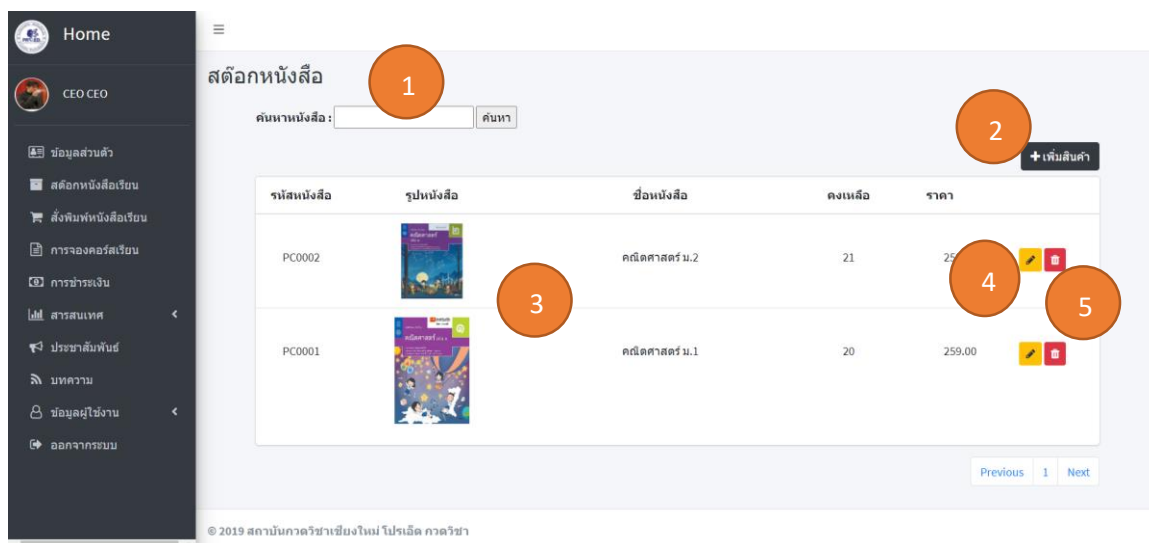 Home
CEO CEO
ข้อมูลส่วนตัว
สต๊อกหนังสือเรียน
สั่งพิมพ์หนังสือเรียน
การจองคอร์สเรียน
การชำระเงิน
สารสนเทศ
ประชาสัมพันธ์
บทความ
ข้อมูลผู้ใช้งาน
ออกจากระบบ
สต๊อกหนังสือ
1
ค้นหาหนังสือ : ค้นหา
2
เพิ่มสินค้า
รหัสหนังสือ รูปหนังสือ ชื่อหนังสือ คงเหลือ ราคา
PC0002 คณิตศาสตร์ ม.2 21
3
4
5
PC0001 คณิตศาสตร์ ม.1 20 259.00
Previous 1 Next
© 2019 สถาบันกวดวิชาเชียงใหม่ โปรเอ็ด กวดวิชา